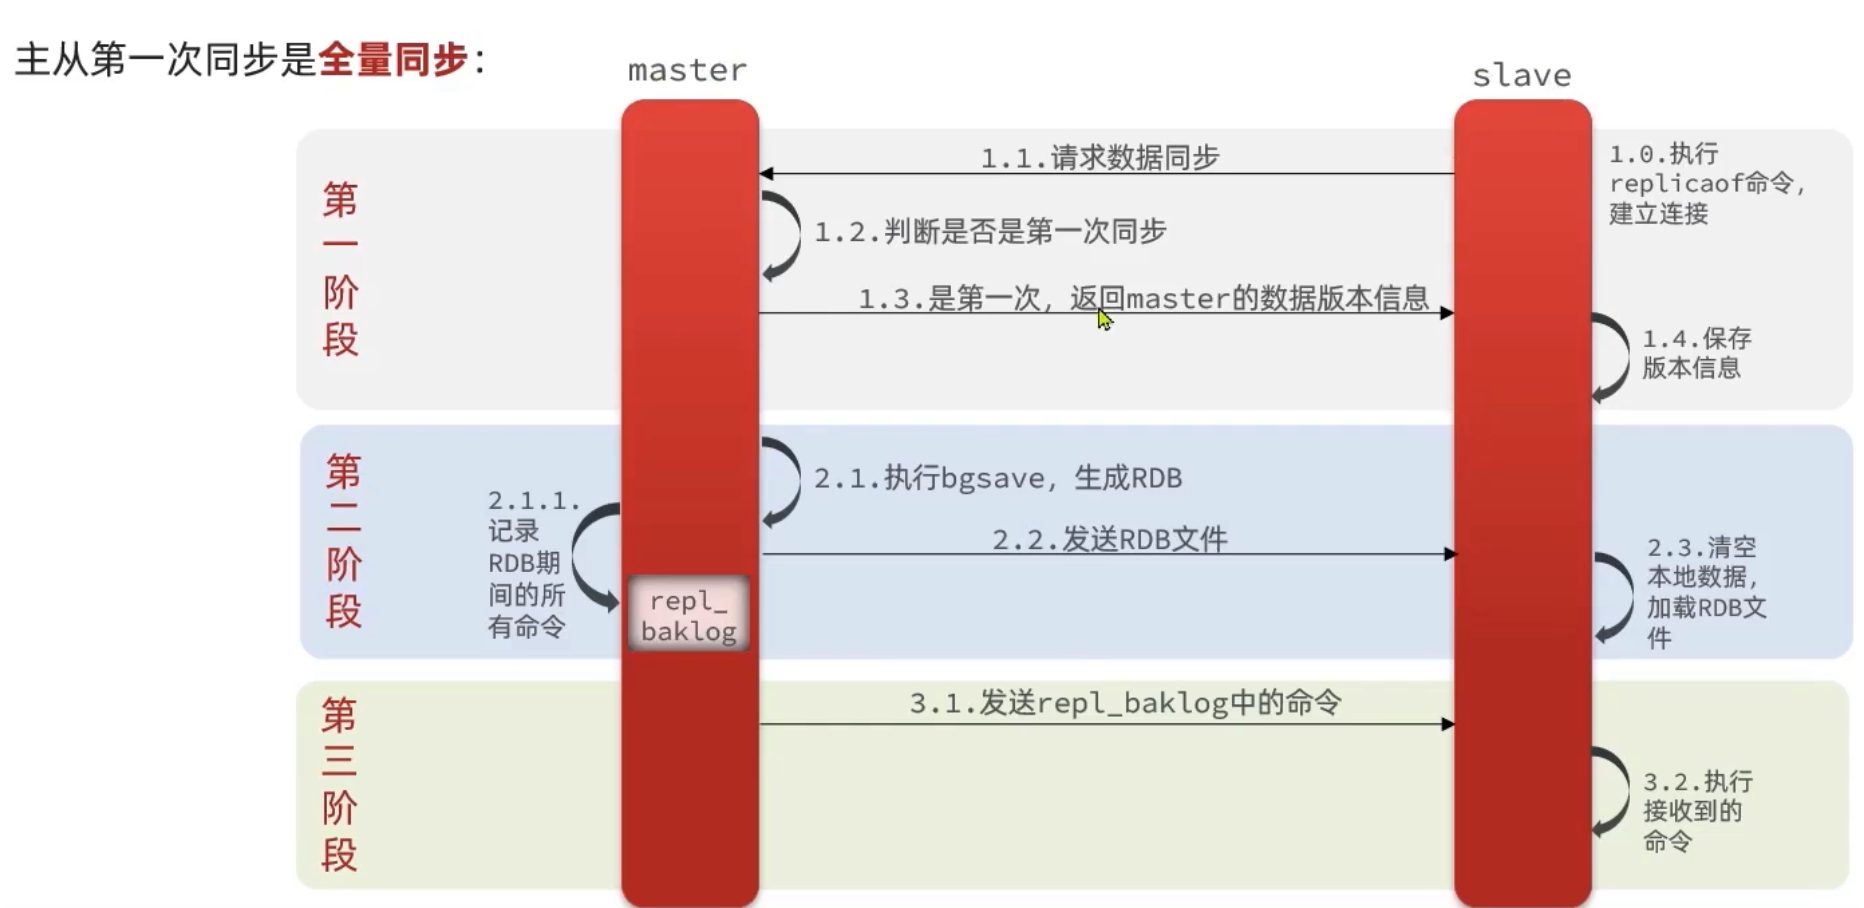 主从第一次同步是全量同步:
master
slave
第
一
阶
段
1.0.执行
replicaof命令,
建立连接
1.1.请求数据同步
1.2.判断是否是第一次同步
1.3.是第一次, 返回master的数据版本信息
1.4.保存
版本信息
第
二
阶
段
2.1.执行bgsave, 生成RDB
2.1.1.
记录
RDB期
间的所
有命令
repl_
baklog
2.2.发送RDB文件
2.3.清空
本地数据,
加载RDB文
件
第
三
阶
段
3.1.发送repl_baklog中的命令
3.2.执行
接收到的
命令